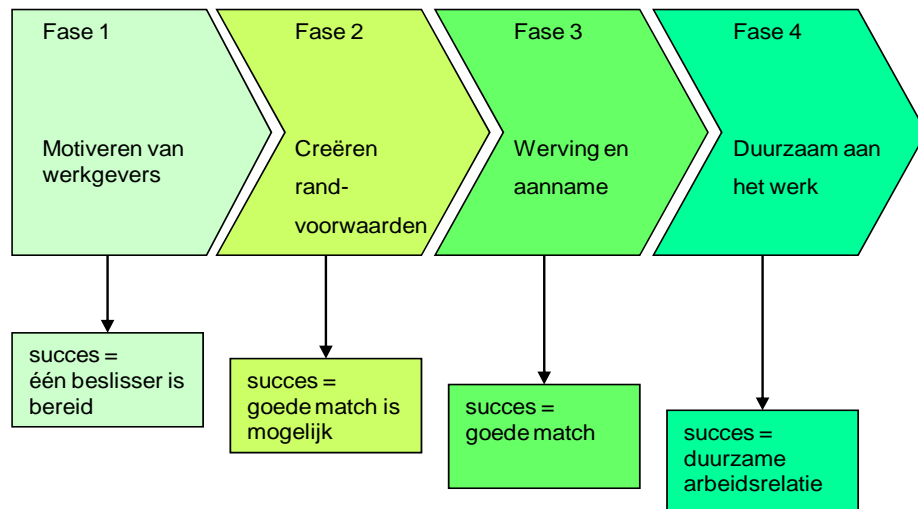 Fase 1
Motiveren van
werkgevers
Fase 2
Creëren
rand-
voorwaarden
Fase 3
Werving en
aanname
Fase 4
Duurzaam aan
het werk
succes =
één beslisser is
bereid
succes =
goede match is
mogelijk
succes =
goede match
succes =
duurzame
arbeidsrelatie